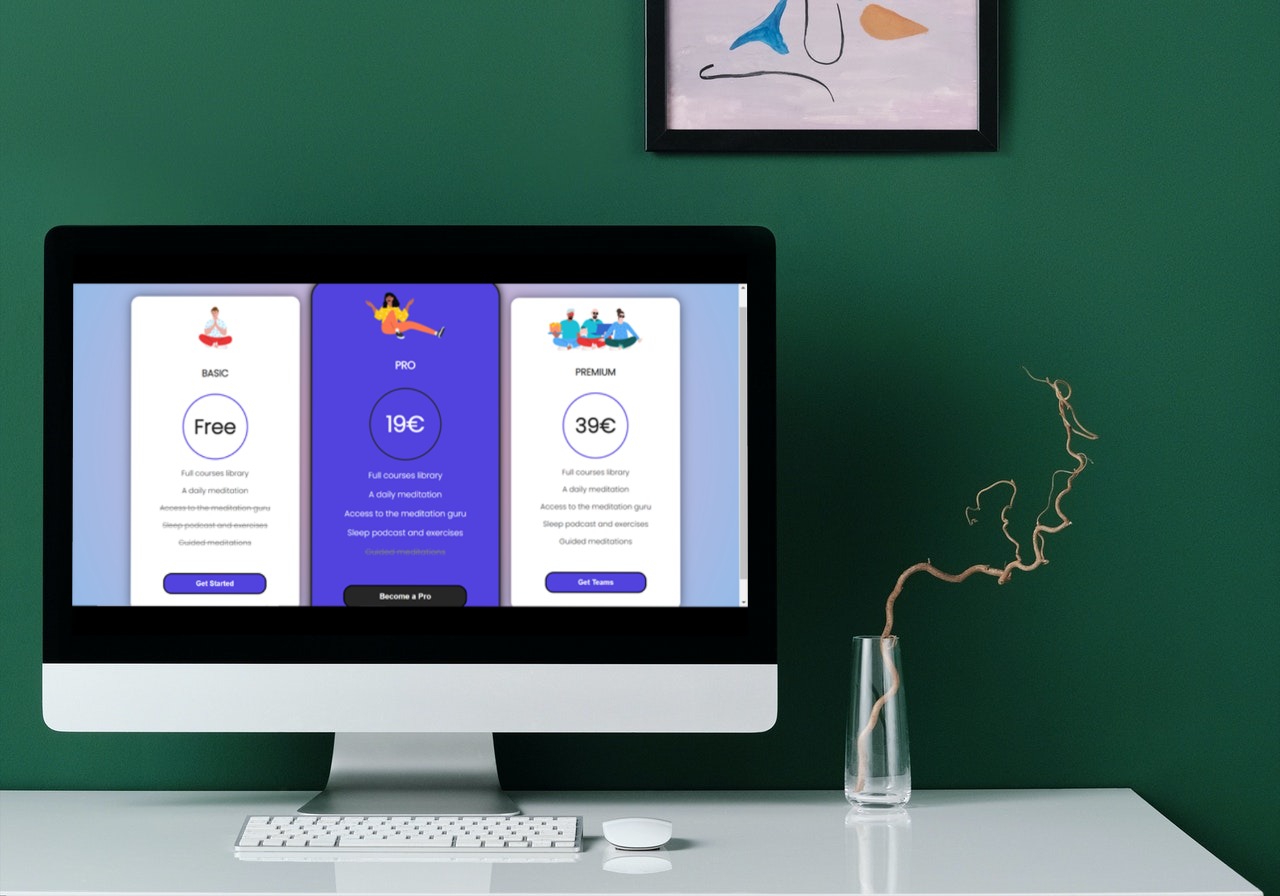 BASIC
Free
Full courses library
A daily meditation
Access to the meditation guru
Sleep podcast and exercises
Guided meditations
Get Started
PRO
19€
Full courses library
A daily meditation
Access to the meditation guru
Sleep podcast and exercises
Guided meditations
Become a Pro
PREMIUM
39€
Full courses library
A daily meditation
Access to the meditation guru
Sleep podcast and exercises
Guided meditations
Get Teams